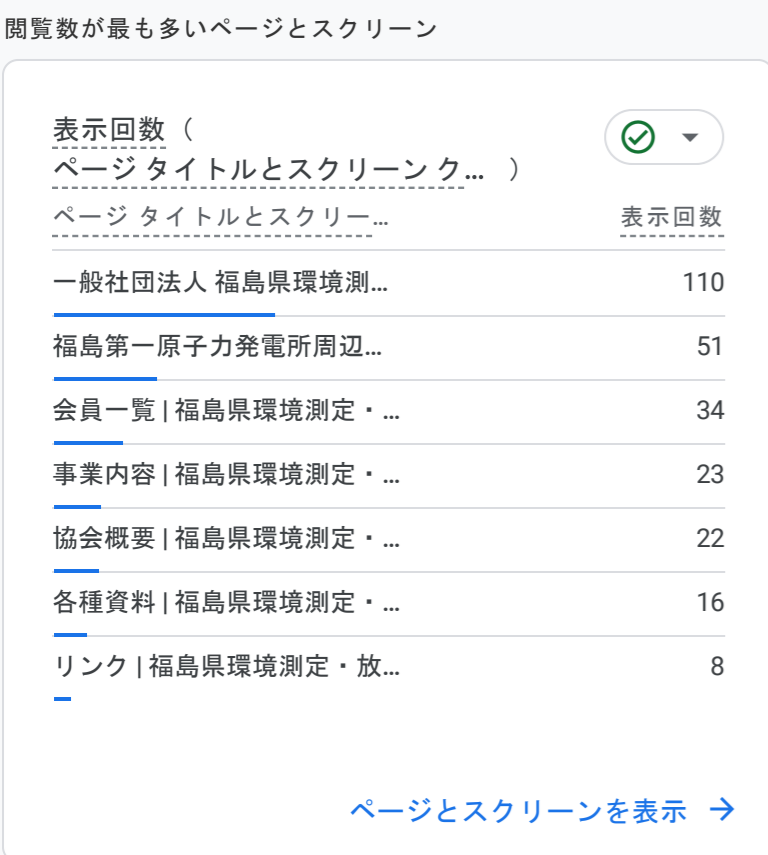 閲覧数が最も多いページとスクリーン
表示回数（
ページ タイトルとスクリーン ク... ）
ページ タイトルとスクリー... 表示回数
一般社団法人 福島県環境測... 110
福島第一原子力発電所周辺... 51
会員一覧 | 福島県環境測定・... 34
事業内容 | 福島県環境測定・... 23
協会概要 | 福島県環境測定・... 22
各種資料 | 福島県環境測定・... 16
リンク | 福島県環境測定・放... 8
ページとスクリーンを表示 →